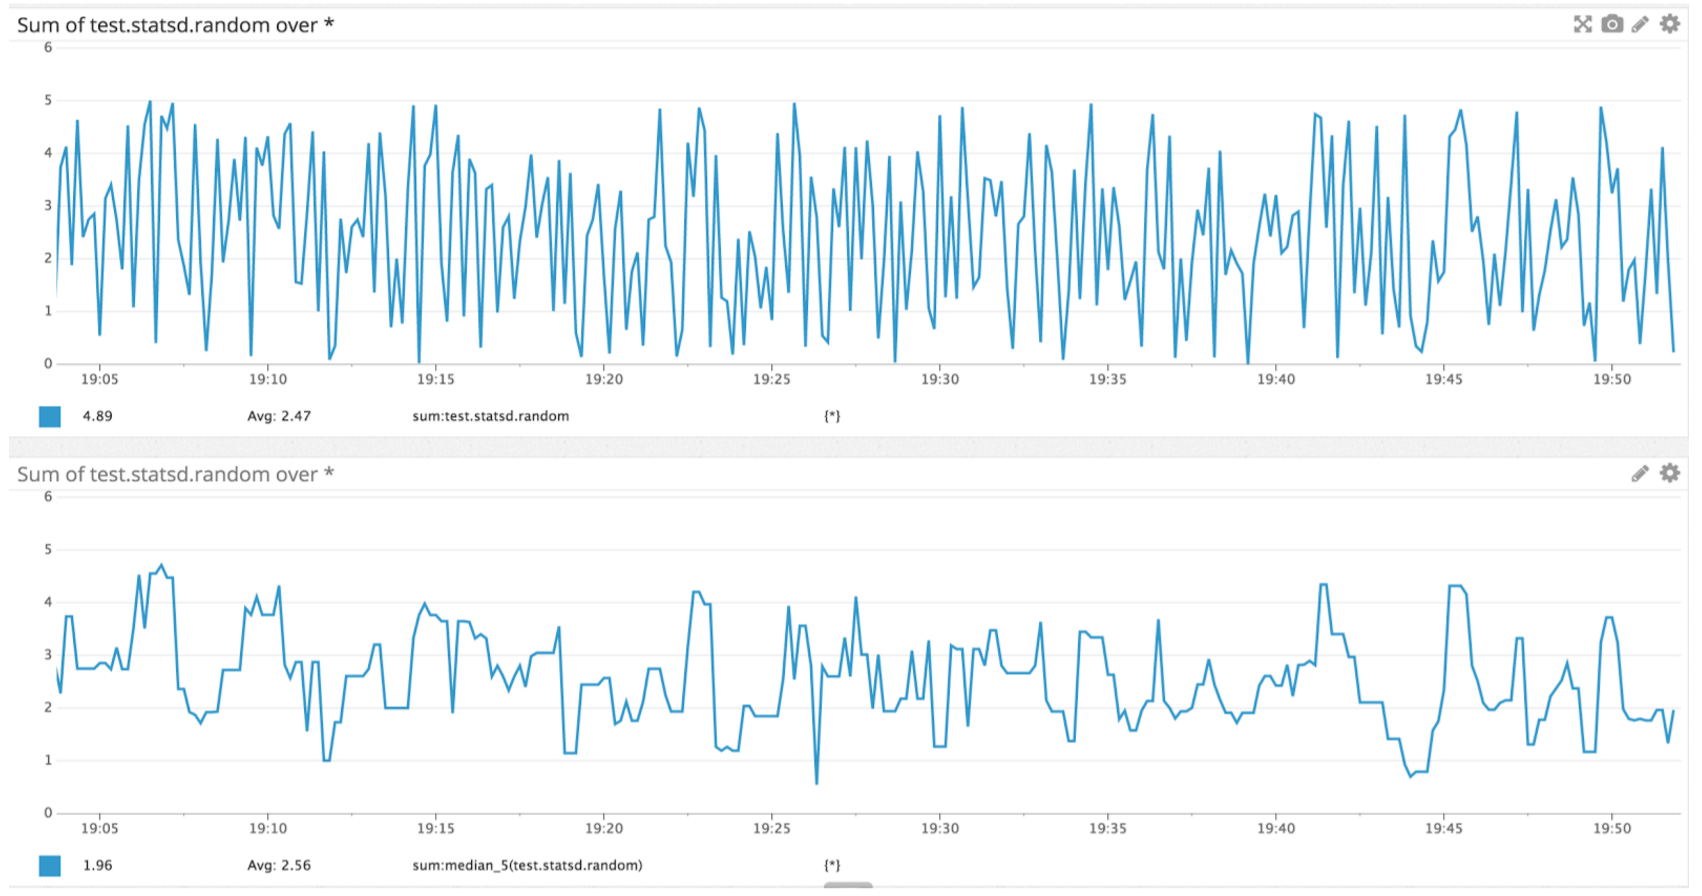 Sum of test.statsd.random over *
6
5
4
3
2
1
0
19:05 19:10 19:15 19:20 19:25 19:30 19:35 19:40 19:45 19:50
4.89 Avg: 2.47 sum:test.statsd.random {*}
Sum of test.statsd.random over *
6
5
4
3
2
1
0
19:05 19:10 19:15 19:20 19:25 19:30 19:35 19:40 19:45 19:50
1.96 Avg: 2.56 sum:median_5(test.statsd.random) {*}